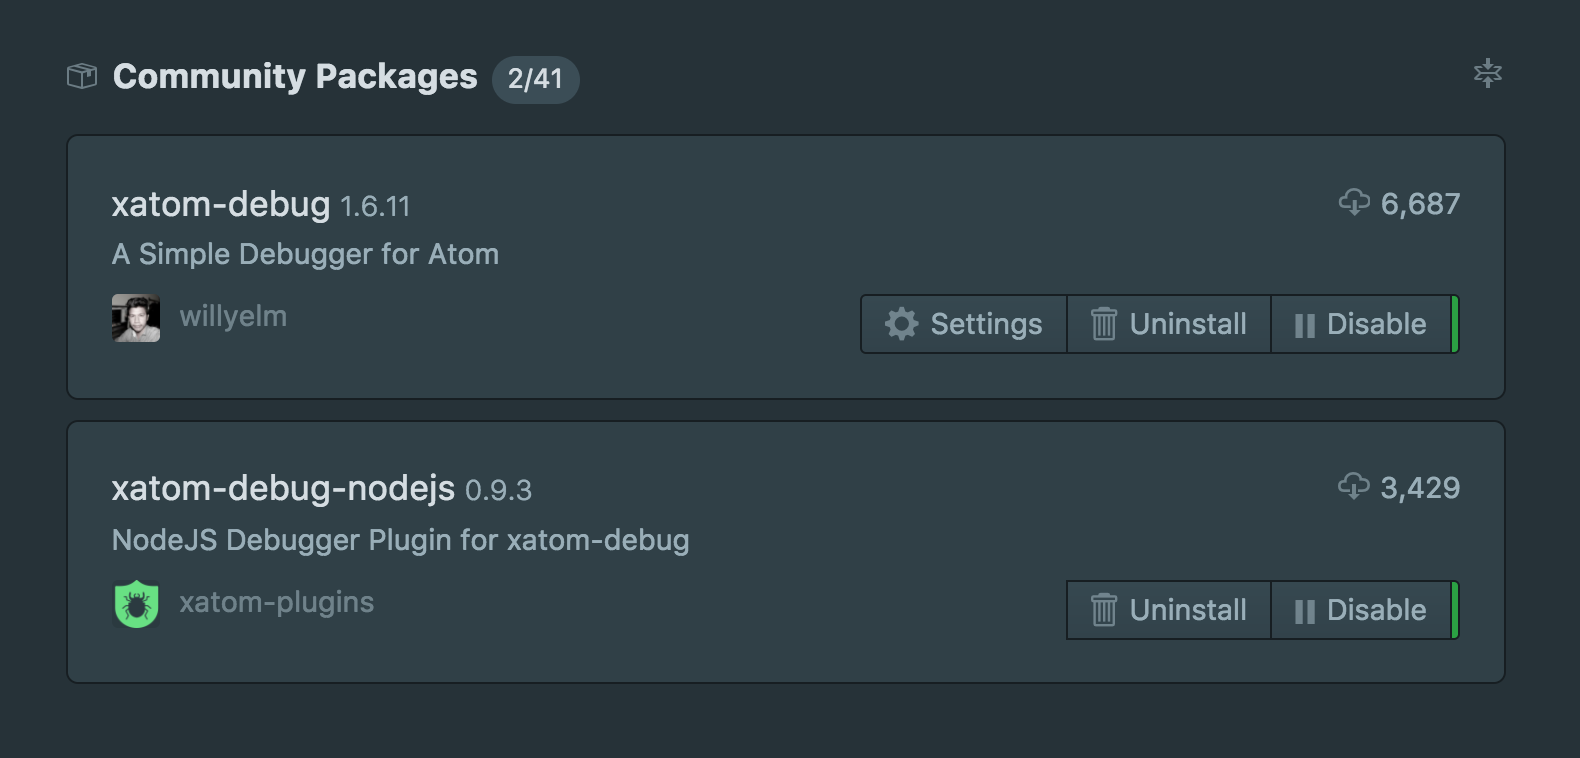 Community Packages 2/41
xatom-debug 1.6.11
6,687
A Simple Debugger for Atom
willyelm
Settings
Uninstall
Disable
xatom-debug-nodejs 0.9.3
3,429
NodeJS Debugger Plugin for xatom-debug
xatom-plugins
Uninstall
Disable